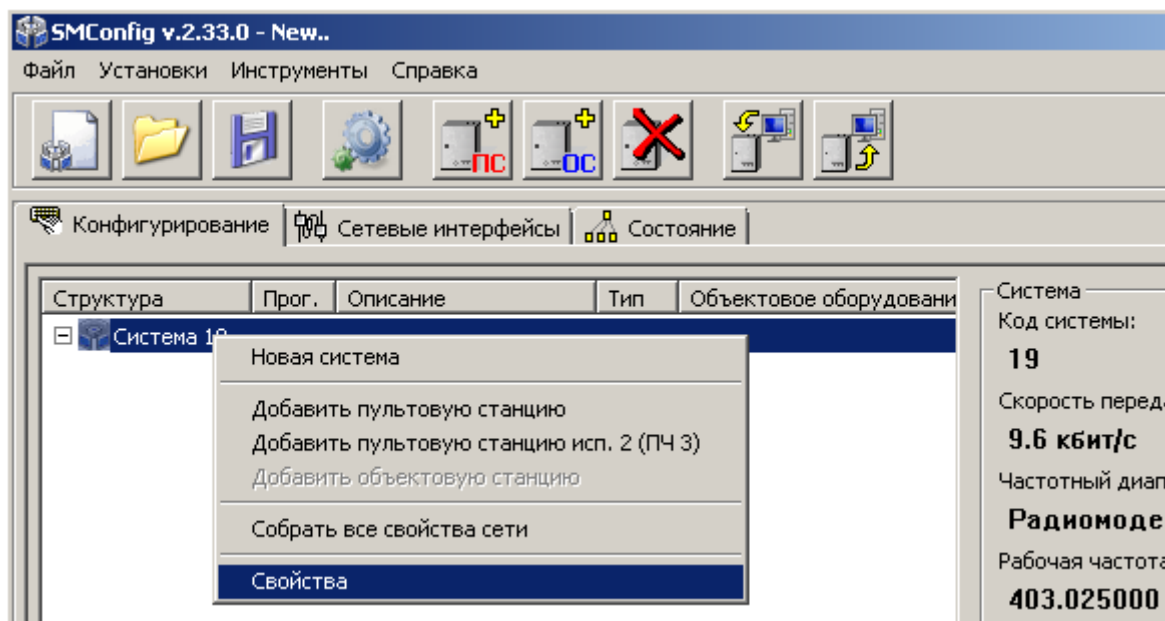 SMConfig v.2.33.0 - New..
Файл Установки Инструменты Справка
ПС ОС
Конфигурирование Сетевые интерфейсы Состояние
Структура Прог. Описание Тип Объектовое оборудовани
Система 19
Новая система
Добавить пультовую станцию
Добавить пультовую станцию исп. 2 (ПЧ 3)
Добавить объектовую станцию
Собрать все свойства сети
Свойства
Система
Код системы:
19
Скорость перед
9.6 кбит/с
Частотный диап
Радиомоде
Рабочая частота
403.025000